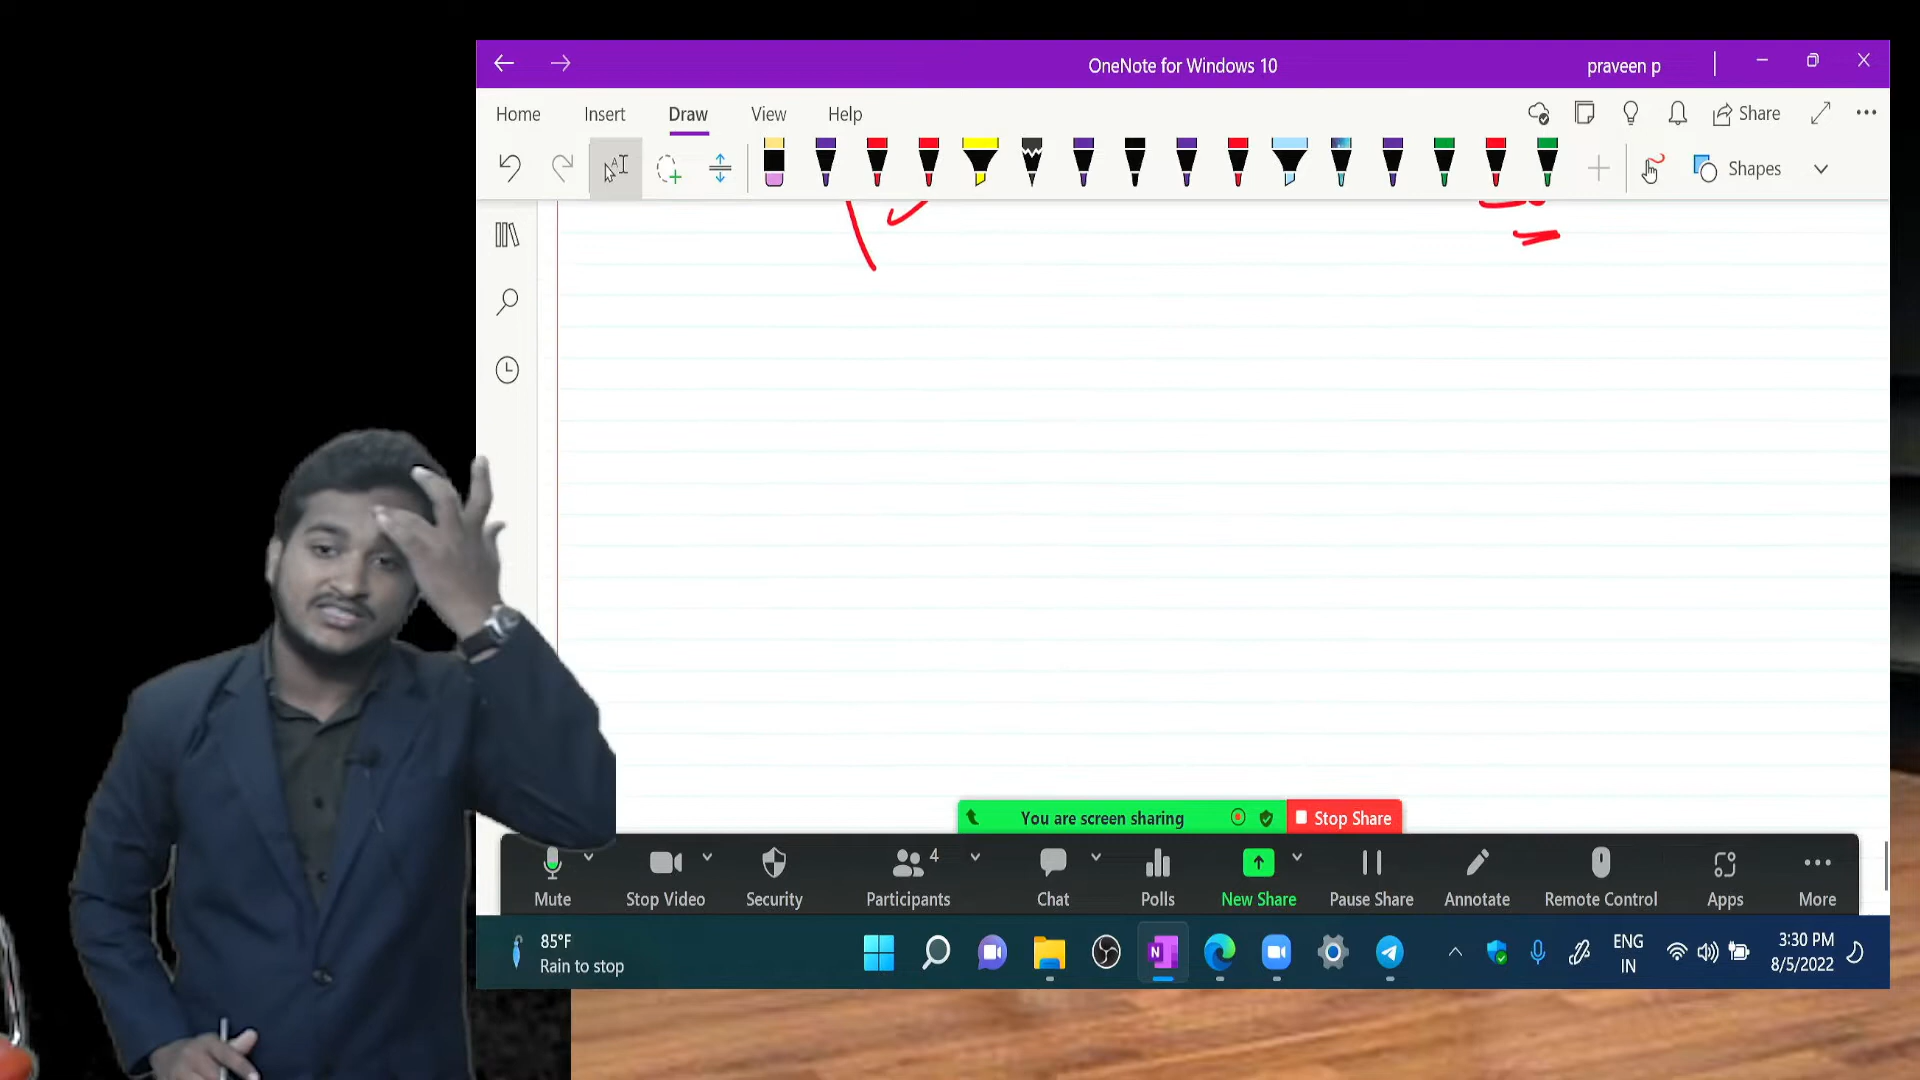 OneNote for Windows 10
praveen p
Home Insert Draw View Help
Share
Shapes
You are screen sharing
Stop Share
4
Mute Stop Video Security Participants Chat Polls New Share Pause Share Annotate Remote Control Apps More
85°F
Rain to stop
N
ENG
IN
3:30 PM
8/5/2022